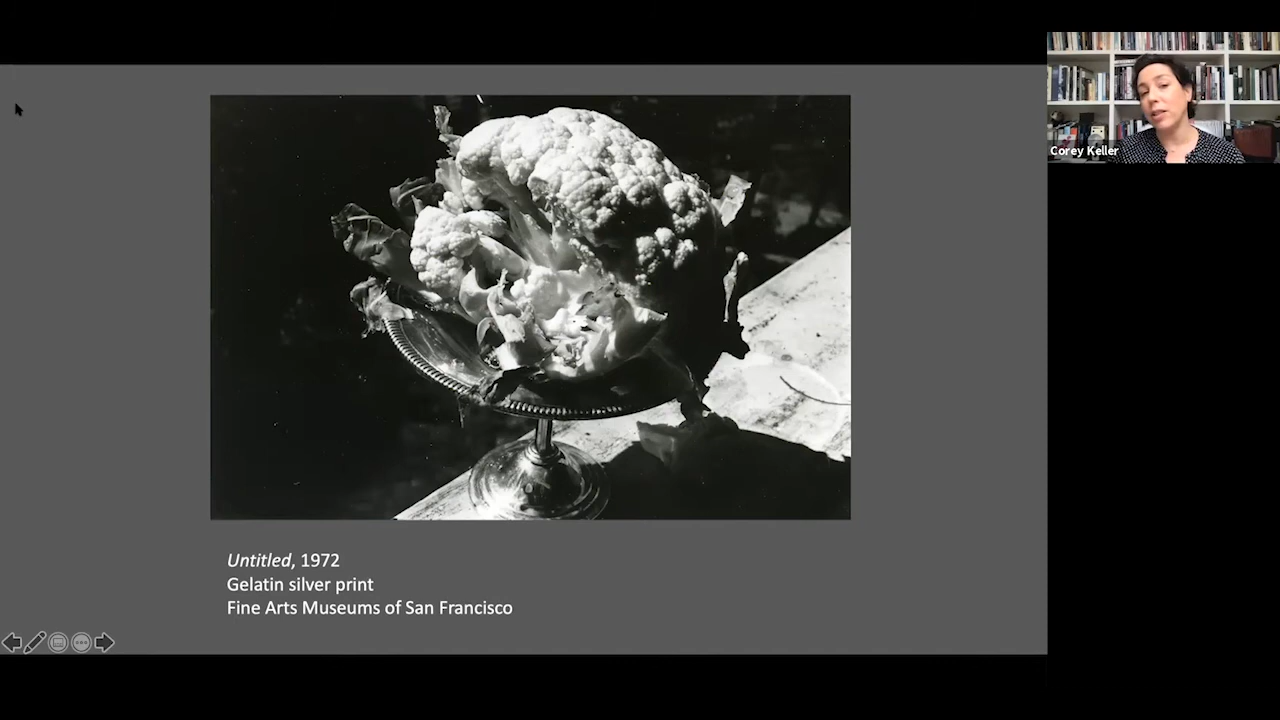 Corey Keller
Untitled, 1972
Gelatin silver print
Fine Arts Museums of San Francisco